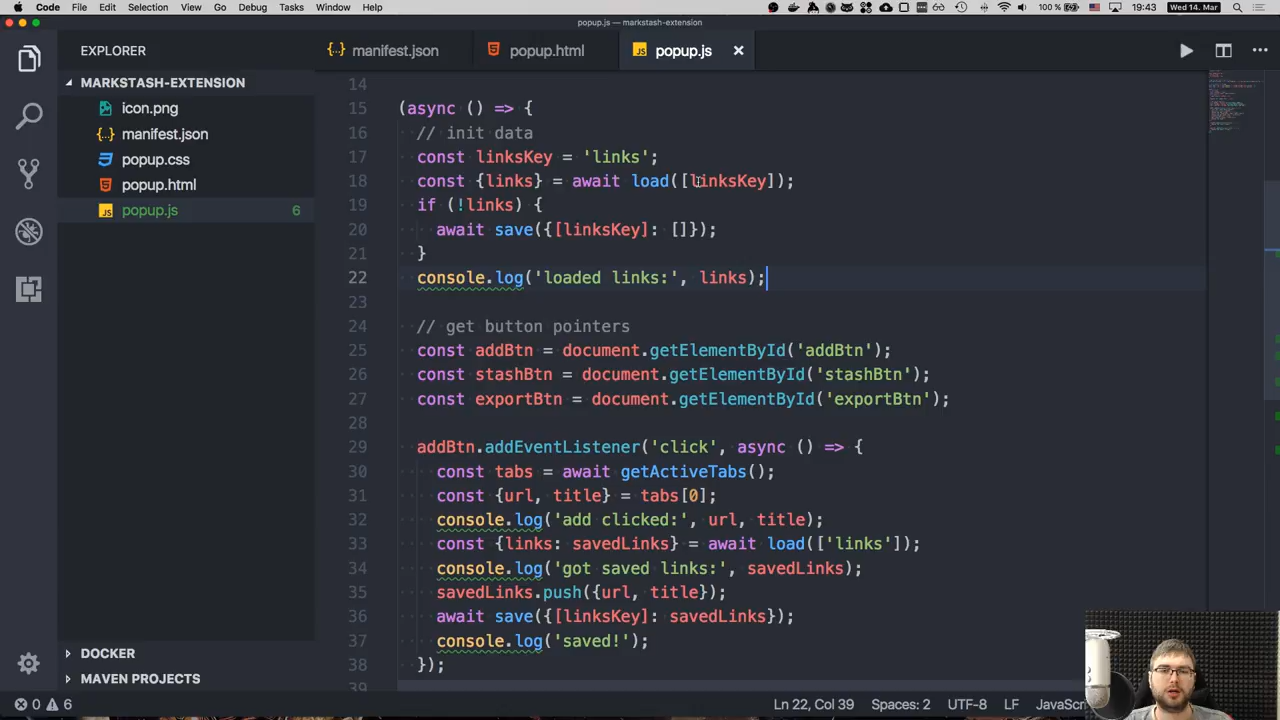 Code File Edit Selection View Go Debug Tasks Window Help 100 % 19:43 Wed 14. Mar
popup.js — markstash-extension
EXPLORER
manifest.json popup.html popup.js
MARKSTASH-EXTENSION
icon.png
manifest.json
popup.css
popup.html
popup.js 6
DOCKER
MAVEN PROJECTS
14
15 (async () => {
16 // init data
17 const linksKey = 'links';
18 const {links} = await load([linksKey]);
19 if (!links) {
20 await save({[linksKey]: []});
21 }
22 console.log('loaded links:', links);
23
24 // get button pointers
25 const addBtn = document.getElementById('addBtn');
26 const stashBtn = document.getElementById('stashBtn');
27 const exportBtn = document.getElementById('exportBtn');
28
29 addBtn.addEventListener('click', async () => {
30 const tabs = await getActiveTabs();
31 const {url, title} = tabs[0];
32 console.log('add clicked:', url, title);
33 const {links: savedLinks} = await load(['links']);
34 console.log('got saved links:', savedLinks);
35 savedLinks.push({url, title});
36 await save({[linksKey]: savedLinks});
37 console.log('saved!');
38 });
39
0 6 Ln 22, Col 39 Spaces: 2 UTF-8 LF JavaScr